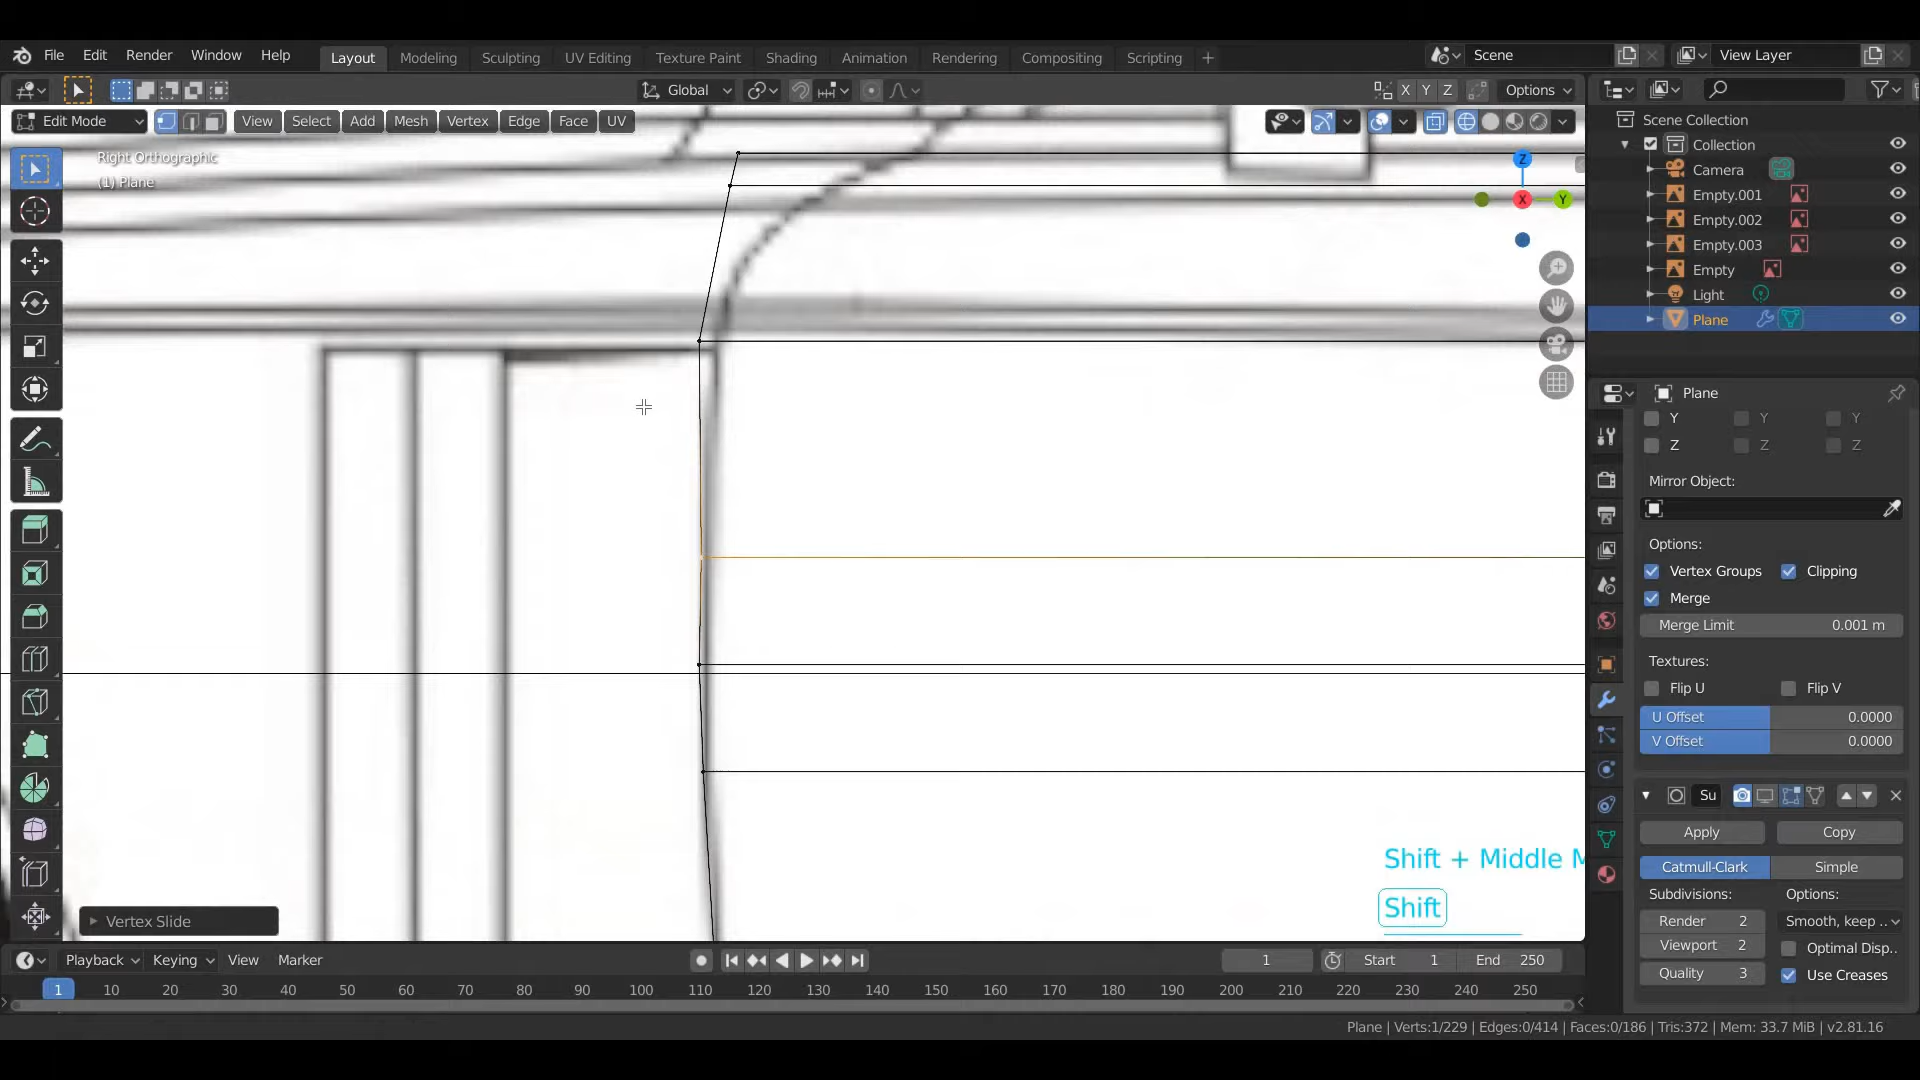 File Edit Render Window Help Layout Modeling Sculpting UV Editing Texture Paint Shading Animation Rendering Compositing Scripting + Scene View Layer
Global X Y Z Options
Edit Mode View Select Add Mesh Vertex Edge Face UV
Right Orthographic
(1) Plane
Z
X
Y
Scene Collection
Collection
Camera
Empty.001
Empty.002
Empty.003
Empty
Light
Plane
Plane
Y Y Y
Z Z Z
Mirror Object:
Options:
Vertex Groups Clipping
Merge
Merge Limit 0.001 m
Textures:
Flip U Flip V
U Offset 0.0000
V Offset 0.0000
Su
Apply Copy
Catmull-Clark Simple
Subdivisions: Options:
Render 2 Smooth, keep ..
Viewport 2 Optimal Disp..
Quality 3 Use Creases
Shift + Middle M
Shift
Vertex Slide
Playback Keying View Marker 1 Start 1 End 250
1 10 20 30 40 50 60 70 80 90 100 110 120 130 140 150 160 170 180 190 200 210 220 230 240 250
Plane | Verts:1/229 | Edges:0/414 | Faces:0/186 | Tris:372 | Mem: 33.7 MiB | v2.81.16